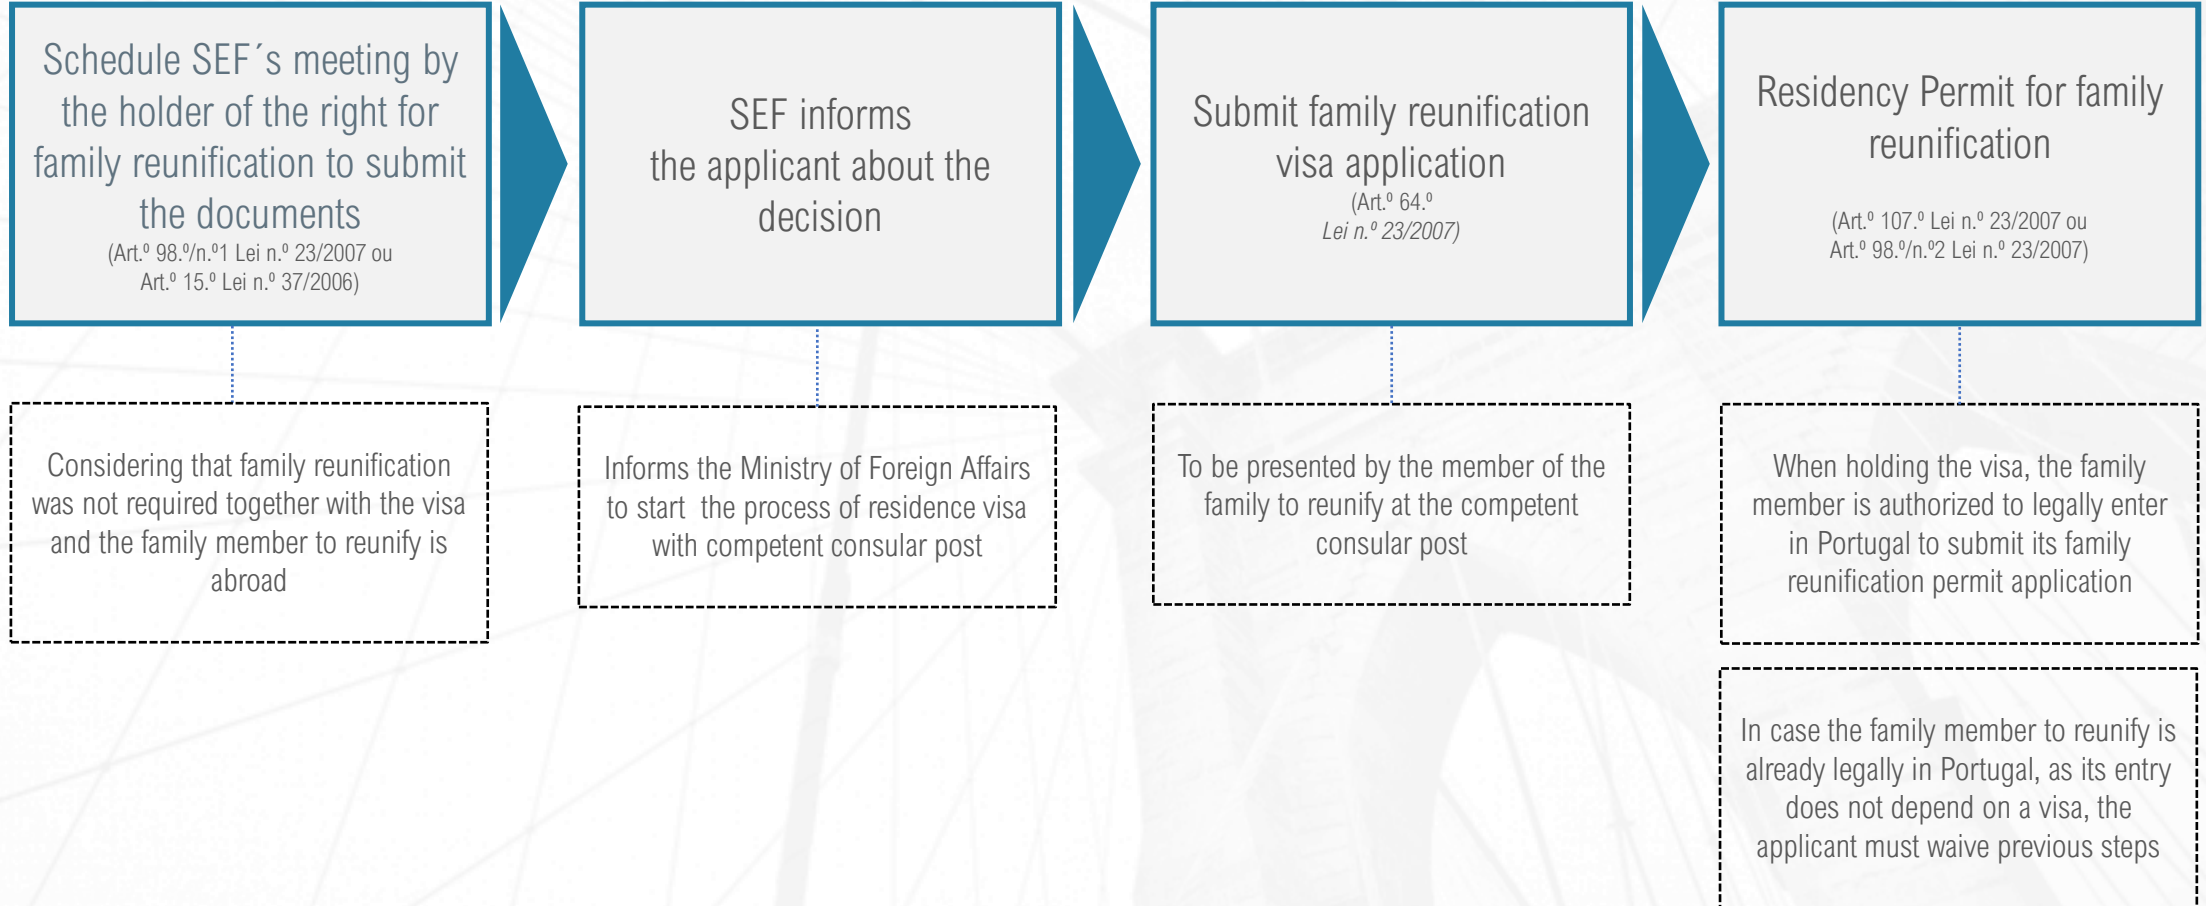 Schedule SEF´s meeting by
the holder of the right for
family reunification to submit
the documents
(Art.º 98.º/n.º1 Lei n.º 23/2007 ou
Art.º 15.º Lei n.º 37/2006)
SEF informs
the applicant about the
decision
Submit family reunification
visa application
(Art.º 64.º
Lei n.º 23/2007)
Residency Permit for family
reunification
(Art.º 107.º Lei n.º 23/2007 ou
Art.º 98.º/n.º2 Lei n.º 23/2007)
Considering that family reunification
was not required together with the visa
and the family member to reunify is
abroad
Informs the Ministry of Foreign Affairs
to start  the process of residence visa
with competent consular post
To be presented by the member of the
family to reunify at the competent
consular post
When holding the visa, the family
member is authorized to legally enter
in Portugal to submit its family
reunification permit application
In case the family member to reunify is
already legally in Portugal, as its entry
does not depend on a visa, the
applicant must waive previous steps